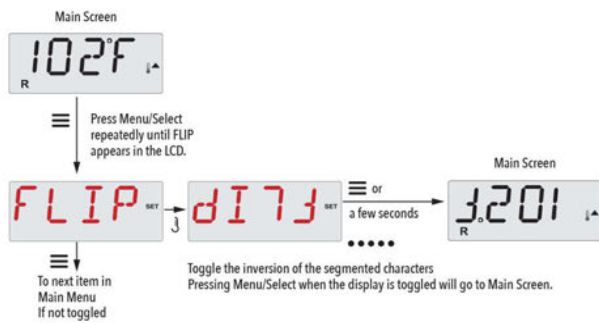 Main Screen
102°F
R
Press Menu/Select
repeatedly until FLIP
appears in the LCD.
Main Screen
FLIP SET
SET
or
a few seconds
R
To next item in
Main Menu
If not toggled
Toggle the inversion of the segmented characters
Pressing Menu/Select when the display is toggled will go to Main Screen.